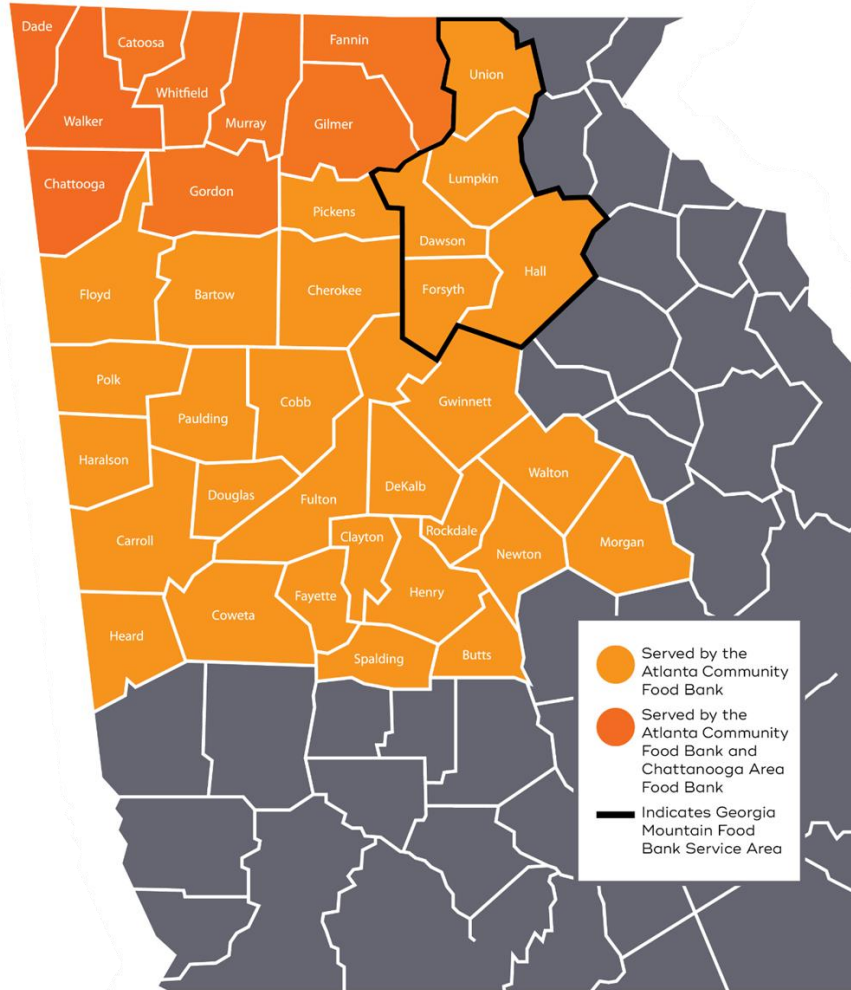 Dade
Catoosa
Fannin
Union
Whitfield
Walker
Murray
Gilmer
Lumpkin
Chattooga
Gordon
Pickens
Dawson
Hall
Floyd
Bartow
Cherokee
Forsyth
Polk
Paulding
Cobb
Gwinnett
Haralson
Walton
Douglas
Fulton
DeKalb
Carroll
Clayton
Rockdale
Newton
Morgan
Fayette
Henry
Heard
Coweta
Spalding
Butts
Served by the
Atlanta Community
Food Bank
Served by the
Atlanta Community
Food Bank and
Chattanooga Area
Food Bank
Indicates Georgia
Mountain Food
Bank Service Area